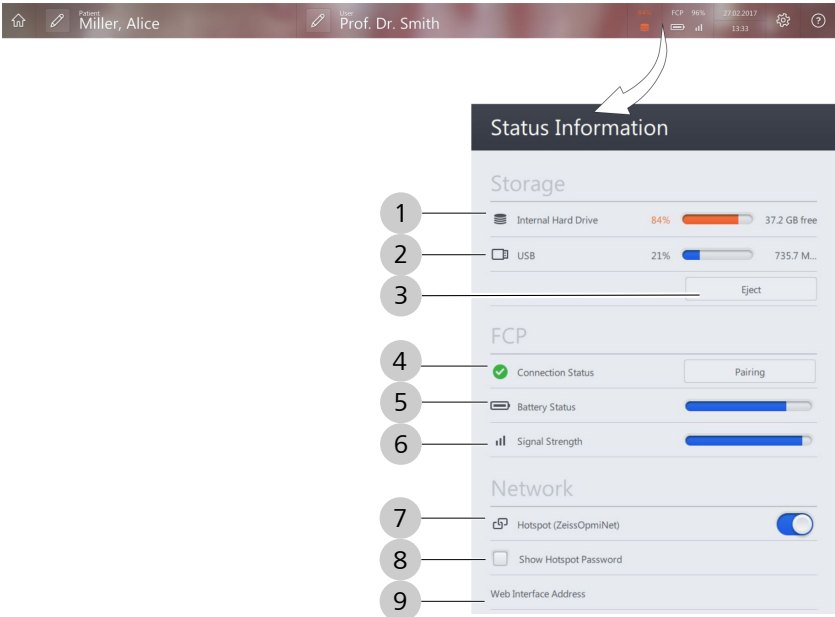 Patient
Miller, Alice
User
Prof. Dr. Smith
84%
FCP 96%
27.02.2017
13:33
Status Information
Storage
1 Internal Hard Drive 84% 37.2 GB free
2 USB 21% 735.7 M...
3 Eject
FCP
4 Connection Status Pairing
5 Battery Status
6 Signal Strength
Network
7 Hotspot (ZeissOpmiNet)
8 Show Hotspot Password
9 Web Interface Address